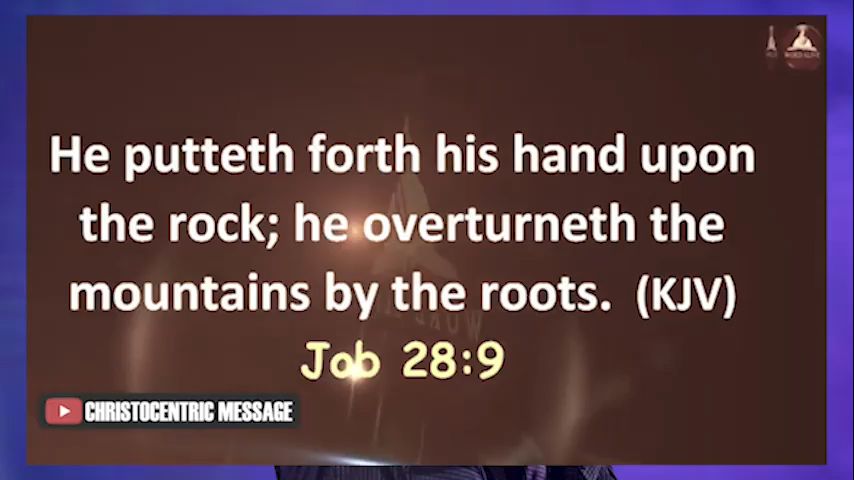 He putteth forth his hand upon
the rock; he overturneth the
mountains by the roots. (KJV)
Job 28:9
CHRISTOCENTRIC MESSAGE